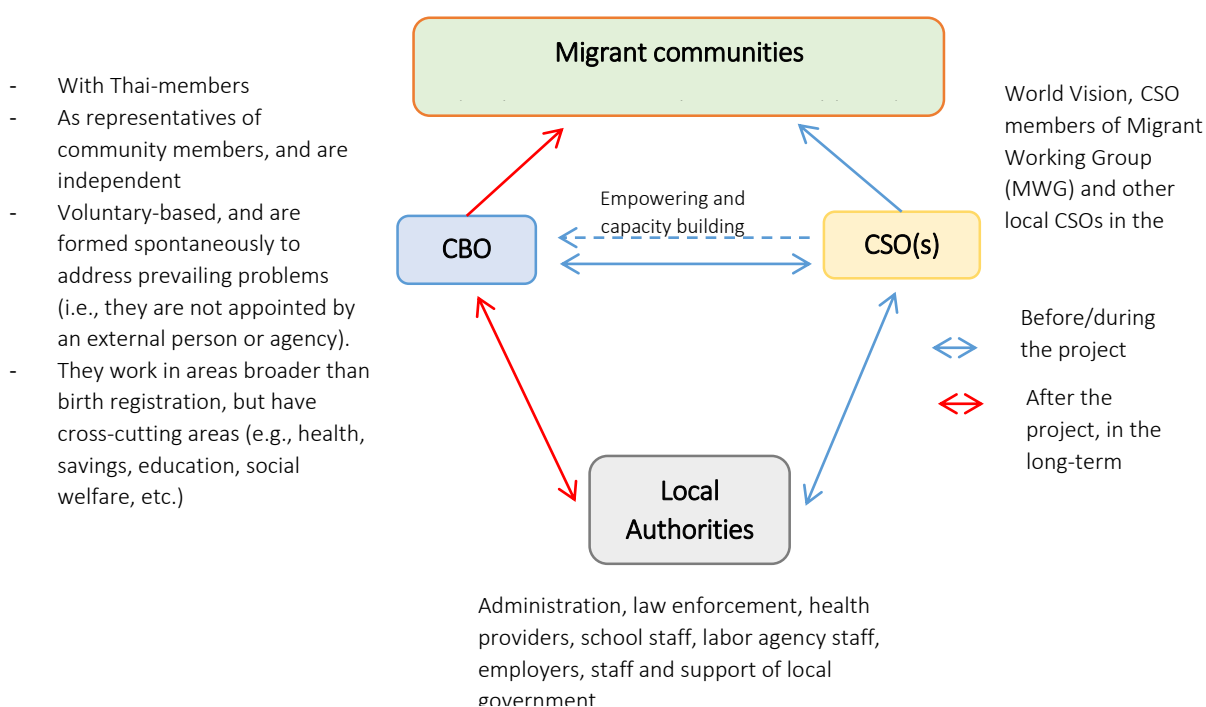 Migrant communities
- With Thai-members
- As representatives of
community members, and are
independent
- Voluntary-based, and are
formed spontaneously to
address prevailing problems
(i.e., they are not appointed by
an external person or agency).
- They work in areas broader than
birth registration, but have
cross-cutting areas (e.g., health,
savings, education, social
welfare, etc.)
World Vision, CSO
members of Migrant
Working Group
(MWG) and other
local CSOs in the
Empowering and
capacity building
CBO
CSO(s)
Before/during
the project
After the
project, in the
long-term
Local
Authorities
Administration, law enforcement, health
providers, school staff, labor agency staff,
employers, staff and support of local
government